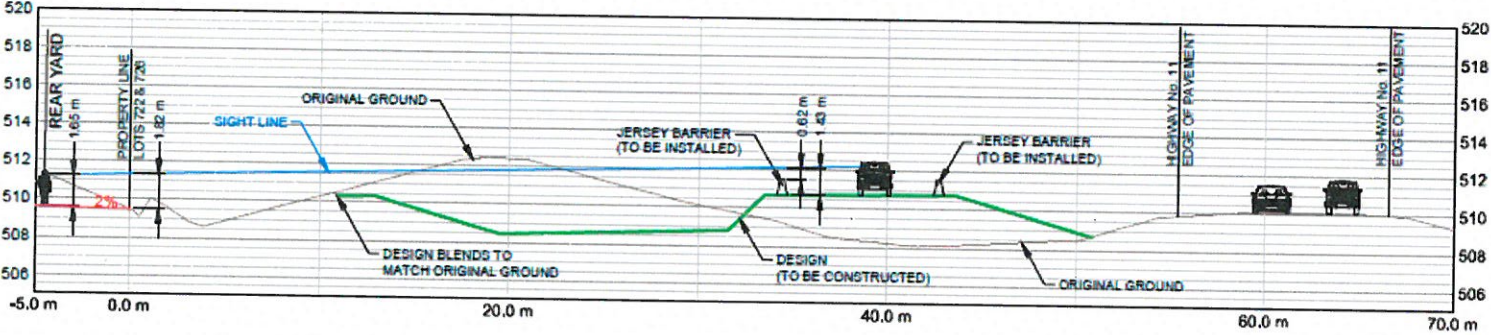 520
518
516
514
512
510
508
506
REAR YARD
1.65 m
PROPERTY LINE
LOTS 722 & 726
1.82 m
2%
ORIGINAL GROUND
SIGHT LINE
JERSEY BARRIER
(TO BE INSTALLED)
0.62 m
1.43 m
JERSEY BARRIER
(TO BE INSTALLED)
HIGHWAY No. 11
EDGE OF PAVEMENT
HIGHWAY No. 11
EDGE OF PAVEMENT
DESIGN BLENDS TO
MATCH ORIGINAL GROUND
DESIGN
(TO BE CONSTRUCTED)
ORIGINAL GROUND
520
518
516
514
512
510
508
506
-5.0 m
0.0 m
20.0 m
40.0 m
60.0 m
70.0 m